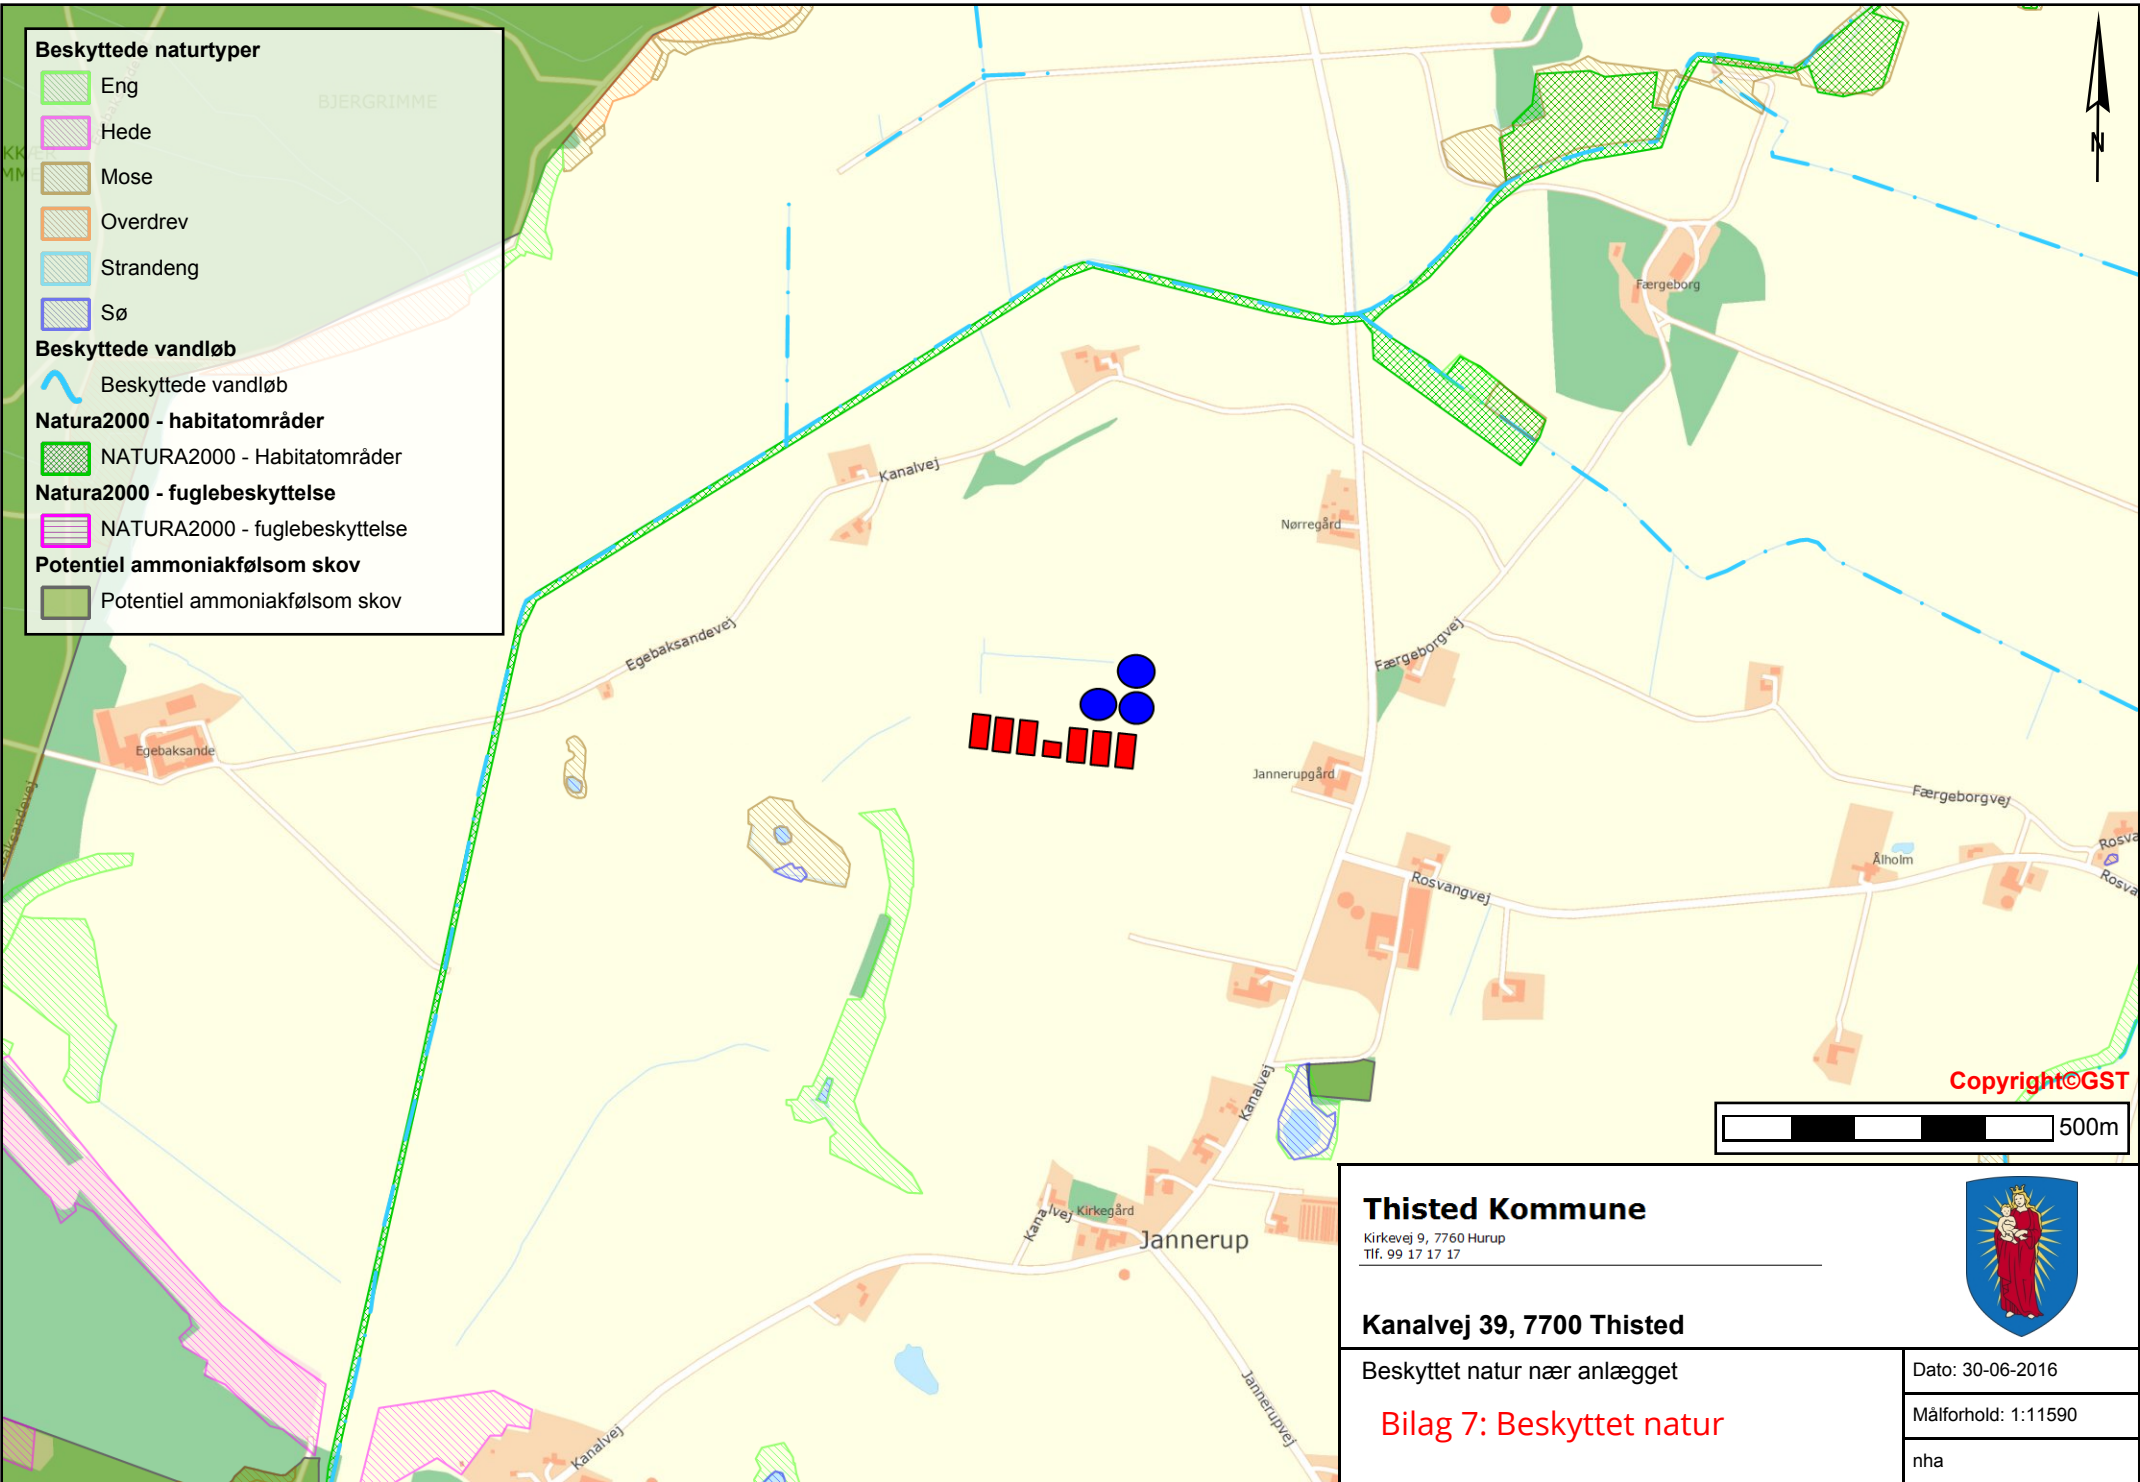 Beskyttede naturtyper
Eng
Hede
Mose
Overdrev
Strandeng
Sø
Beskyttede vandløb
Beskyttede vandløb
Natura2000 - habitatområder
NATURA2000 - Habitatområder
Natura2000 - fuglebeskyttelse
NATURA2000 - fuglebeskyttelse
Potentiel ammoniakfølsom skov
Potentiel ammoniakfølsom skov
BJERGRIMME
N
Færgeborg
Kanalvej
Nørregård
Egebaksandevej
Færgeborgvej
Egebaksande
Jannerupgård
Færgeborgvej
Ålholm
Rosvangvej
Kanalvej
Kanalvej
Kirkegård
Jannerup
Kanalvej
Jannerupvej
Copyright©GST
500m
Thisted Kommune
Kirkevej 9, 7760 Hurup
Tlf. 99 17 17 17
Kanalvej 39, 7700 Thisted
Beskyttet natur nær anlægget
Bilag 7: Beskyttet natur
Dato: 30-06-2016
Målforhold: 1:11590
nha